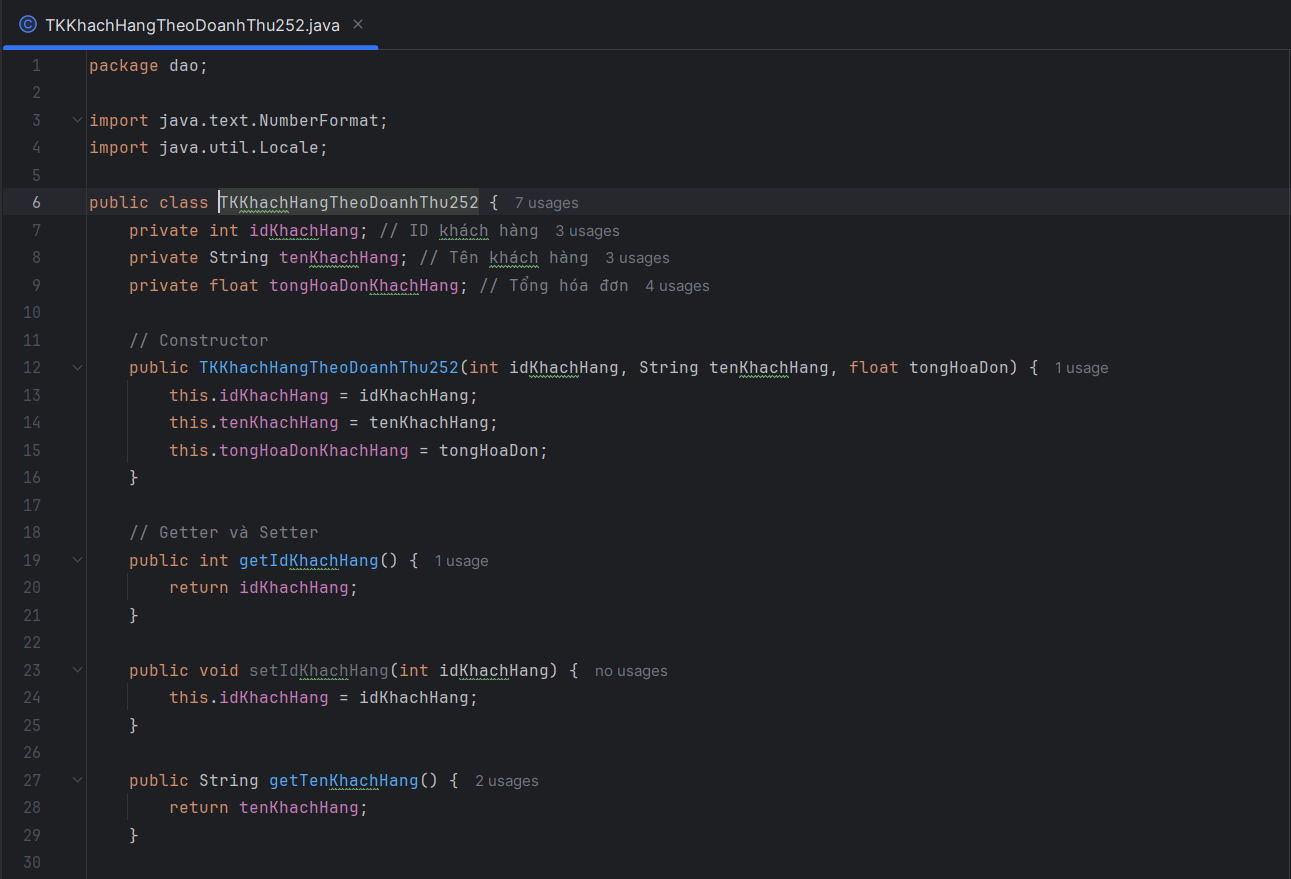 TKKhachHangTheoDoanhThu252.java
1 package dao;
2
3 import java.text.NumberFormat;
4 import java.util.Locale;
5
6 public class TKKhachHangTheoDoanhThu252 { 7 usages
7 private int idKhachHang; // ID khách hàng 3 usages
8 private String tenKhachHang; // Tên khách hàng 3 usages
9 private float tongHoaDonKhachHang; // Tổng hóa đơn 4 usages
10
11 // Constructor
12 public TKKhachHangTheoDoanhThu252(int idKhachHang, String tenKhachHang, float tongHoaDon) { 1 usage
13 this.idKhachHang = idKhachHang;
14 this.tenKhachHang = tenKhachHang;
15 this.tongHoaDonKhachHang = tongHoaDon;
16 }
17
18 // Getter và Setter
19 public int getIdKhachHang() { 1 usage
20 return idKhachHang;
21 }
22
23 public void setIdKhachHang(int idKhachHang) { no usages
24 this.idKhachHang = idKhachHang;
25 }
26
27 public String getTenKhachHang() { 2 usages
28 return tenKhachHang;
29 }
30